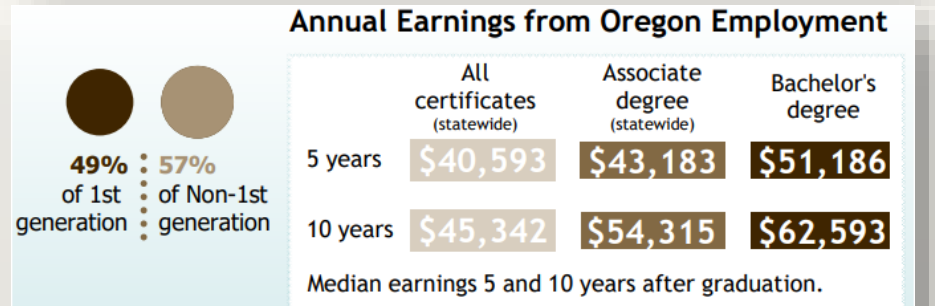 Annual Earnings from Oregon Employment
49%
of 1st
generation
57%
of Non-1st
generation
All
certificates
(statewide)
Associate
degree
(statewide)
Bachelor's
degree
5 years $40,593 $43,183 $51,186
10 years $45,342 $54,315 $62,593
Median earnings 5 and 10 years after graduation.